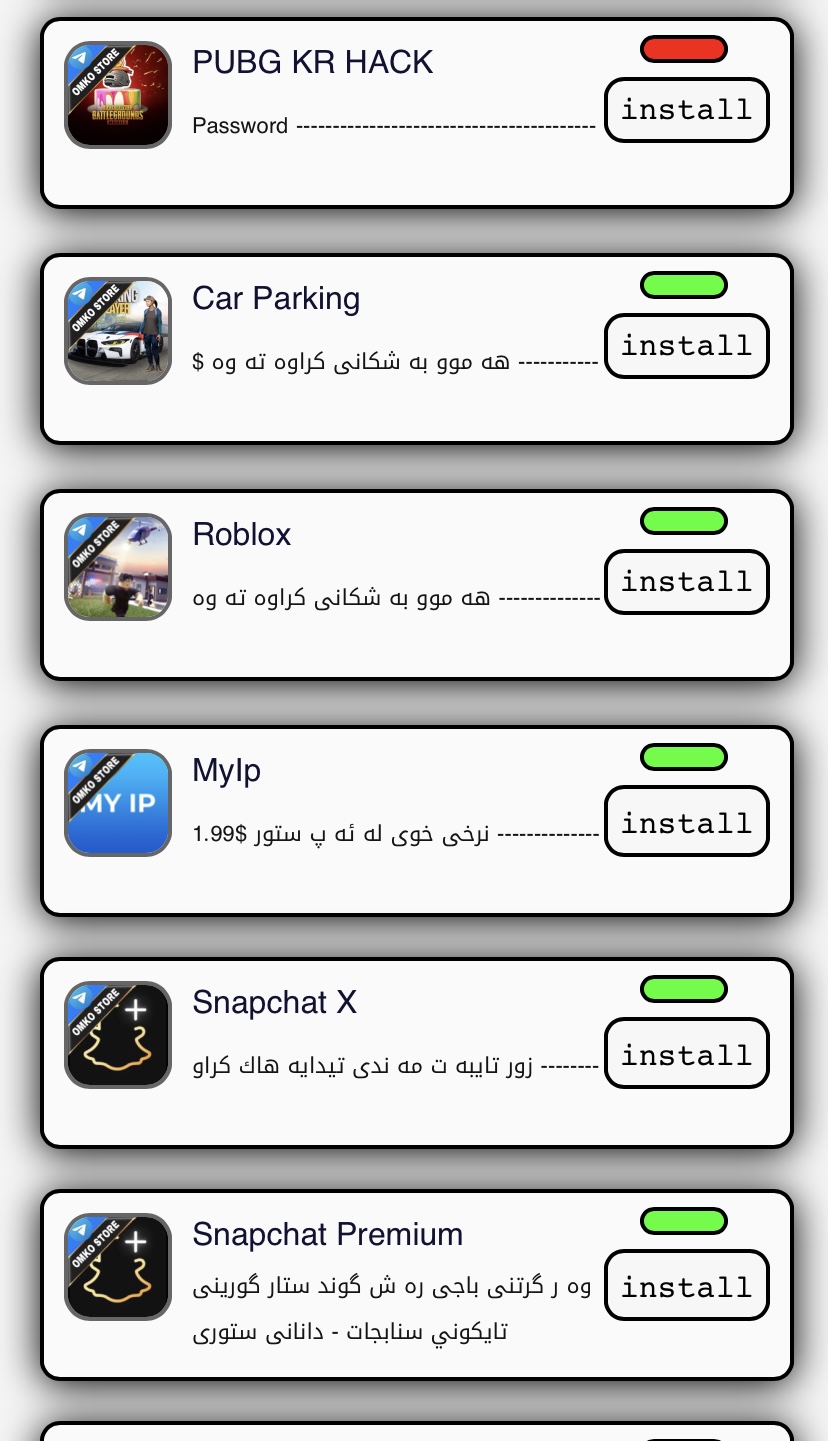 OMKO STORE
BATTLEGROUNDS
PUBG KR HACK
Password -----------------------------------------
install
OMKO STORE
Car Parking
هه موو به شکانی کراوه ته وه $ -----------
install
OMKO STORE
Roblox
هه موو به شکانی کراوه ته وه --------------
install
OMKO STORE
MY IP
MyIp
نرخی خوی له ئه پ ستور $1.99 --------------
install
OMKO STORE
Snapchat X
زور تایبه ت مه ندی تیدایه هاك کراو --------
install
OMKO STORE
Snapchat Premium
وه ر گرتنی باجی ره ش گوند ستار گورینی
تایکوني سنابجات - دانانی ستوری
install